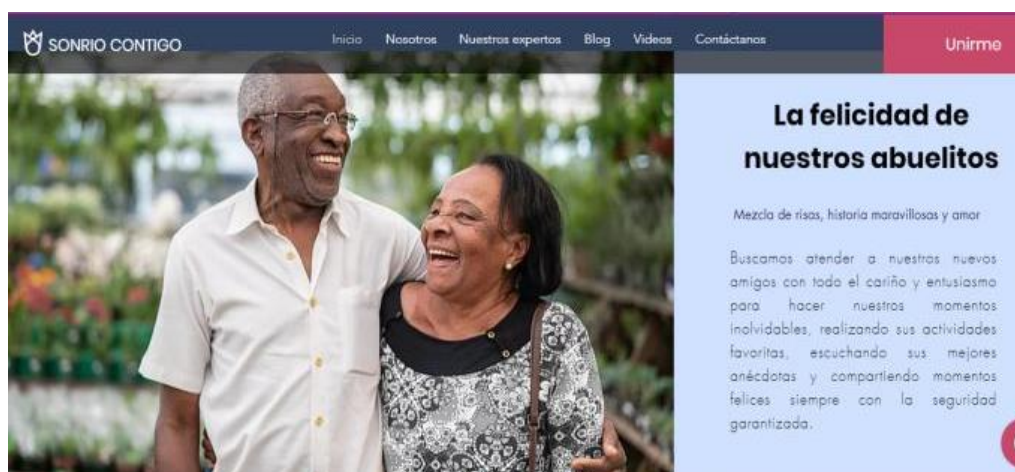 SONRIO CONTIGO
Inicio Nosotros Nuestros expertos Blog Videos Contáctanos
Unirme
La felicidad de
nuestros abuelitos
Mezcla de risas, historia maravillosas y amor
Buscamos atender a nuestros nuevos
amigos con todo el cariño y entusiasmo
para hacer nuestros momentos
inolvidables, realizando sus actividades
favoritas, escuchando sus mejores
anécdotas y compartiendo momentos
felices siempre con la seguridad
garantizada.